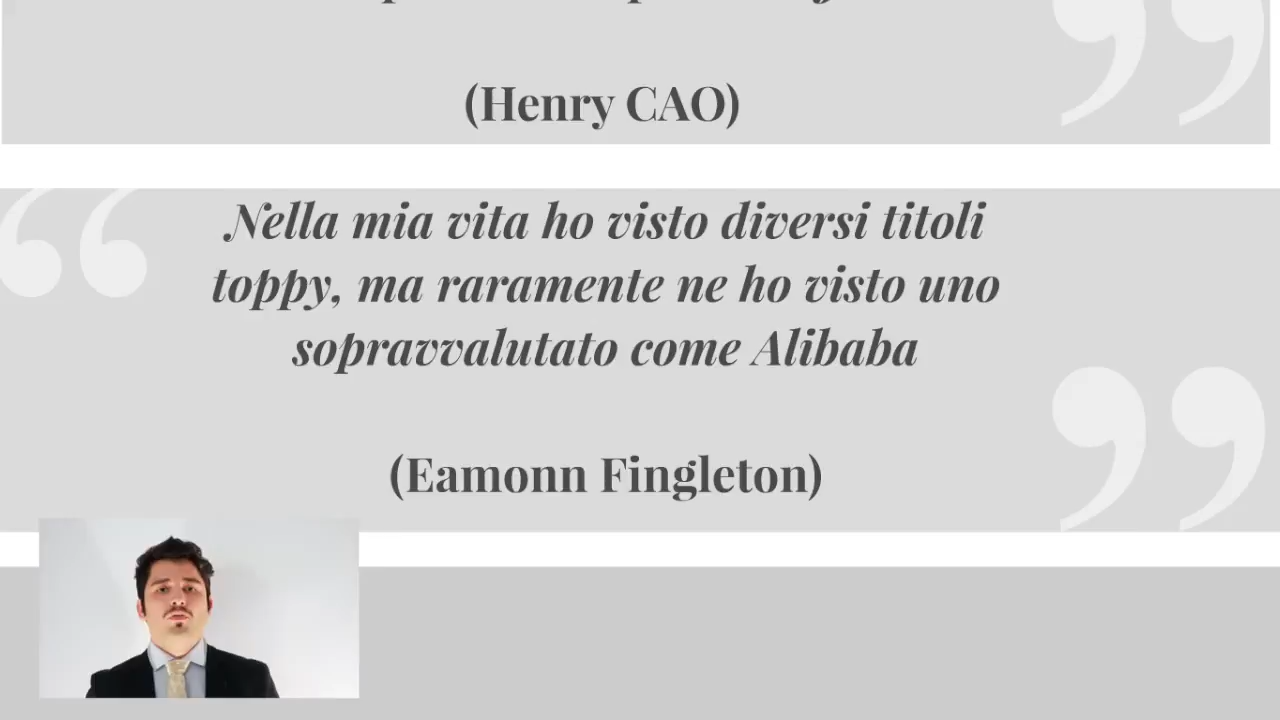 (Henry CAO)
Nella mia vita ho visto diversi titoli
toppy, ma raramente ne ho visto uno
sopravvalutato come Alibaba
(Eamonn Fingleton)